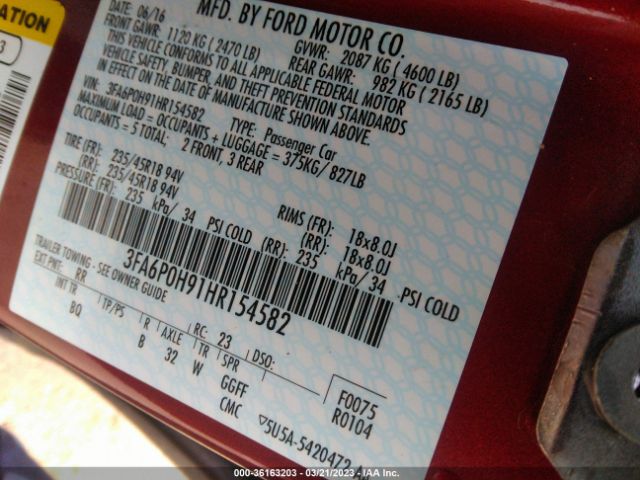 ATION
3
MFD. BY FORD MOTOR CO.
DATE: 06/16 GVWR: 2087 KG ( 4600 LB)
FRONT GAWR: 1120 KG ( 2470 LB) REAR GAWR: 982 KG ( 2165 LB)
THIS VEHICLE CONFORMS TO ALL APPLICABLE FEDERAL MOTOR
VEHICLE SAFETY, BUMPER, AND THEFT PREVENTION STANDARDS
IN EFFECT ON THE DATE OF MANUFACTURE SHOWN ABOVE.
VIN: 3FA6P0H91HR154582 TYPE: Passenger Car
MAXIMUM LOAD = OCCUPANTS + LUGGAGE = 375KG/ 827LB
OCCUPANTS = 5 TOTAL: 2 FRONT, 3 REAR
TIRE (FR): 235/45R18 94V RIMS (FR): 18x8.0J
(RR): 235/45R18 94V (RR): 18x8.0J
PRESSURE (FR): 235 kPa/ 34 PSI COLD (RR): 235 kPa/ 34 PSI COLD
3FA6P0H91HR154582
TRAILER TOWING - SEE OWNER GUIDE
EXT PNT: RR RC: 23 DSO:
INT TR TP/PS R AXLE TR SPR F0075
BQ B 32 W GGFF R0104
CMC 5U5A-5420472
000-36163203 - 03/21/2023 - IAA Inc.